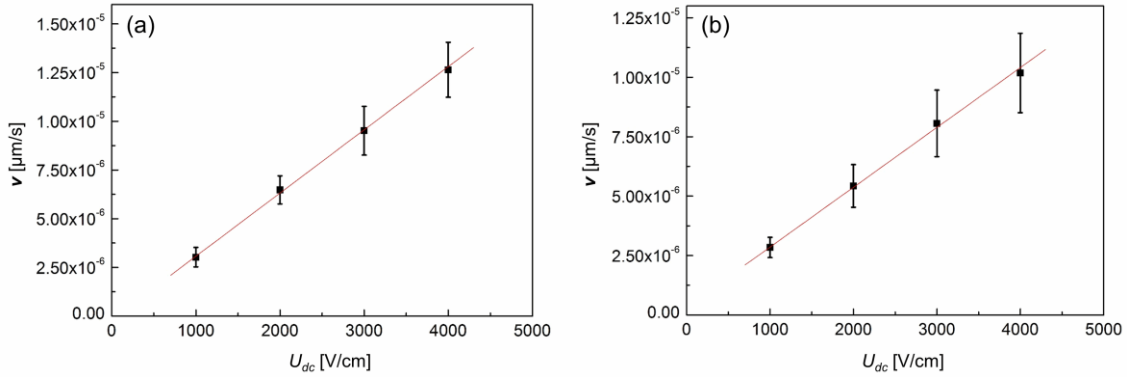 (a)
1.50x10⁻⁵
1.25x10⁻⁵
1.00x10⁻⁵
7.50x10⁻⁶
5.00x10⁻⁶
2.50x10⁻⁶
0.00
v [µm/s]
0 1000 2000 3000 4000 5000
U_dc [V/cm]
(b)
1.25x10⁻⁵
1.00x10⁻⁵
7.50x10⁻⁶
5.00x10⁻⁶
2.50x10⁻⁶
0.00
v [µm/s]
0 1000 2000 3000 4000 5000
U_dc [V/cm]